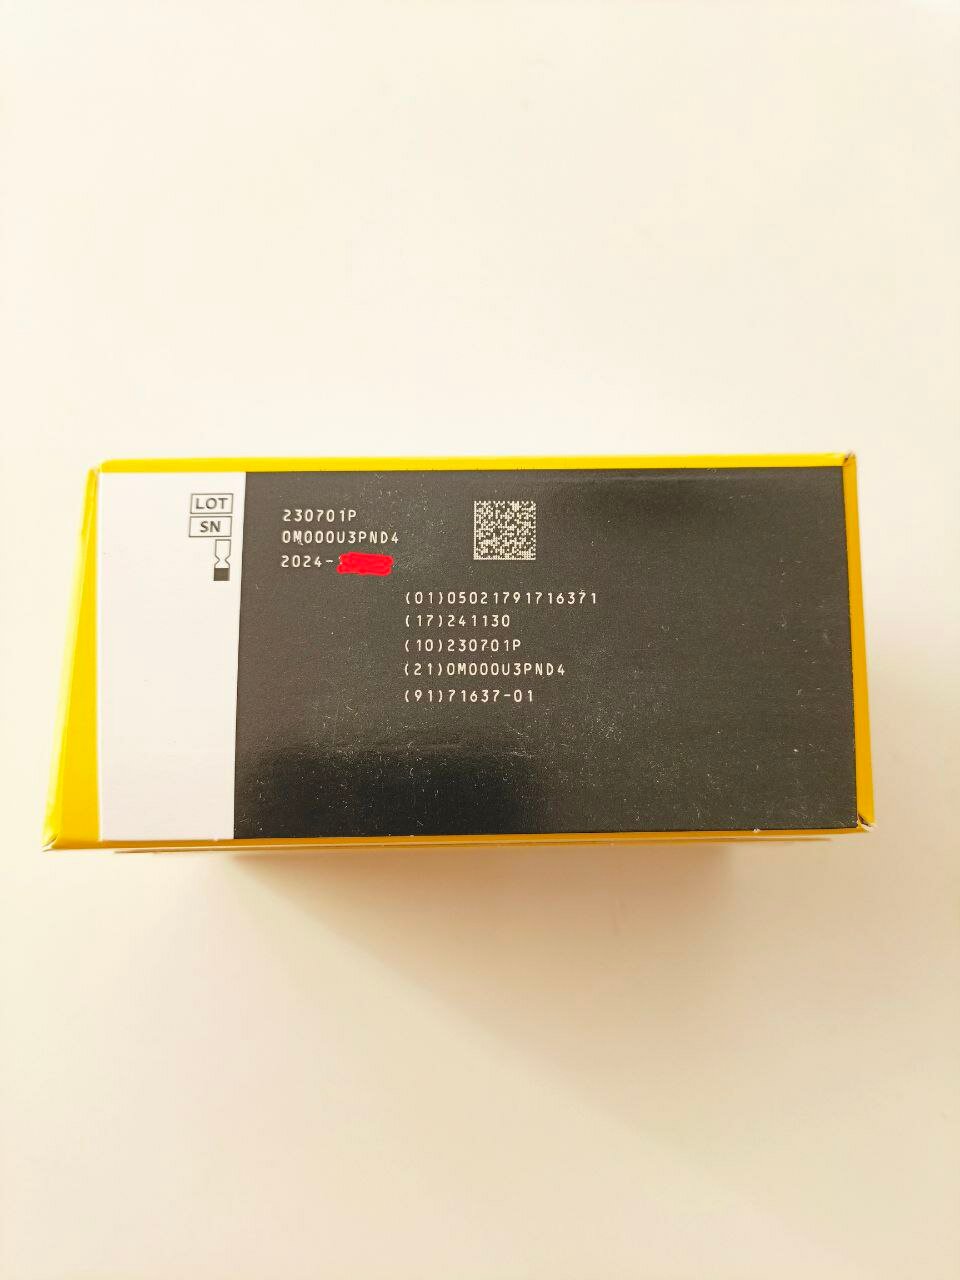 LOT
SN
230701P
0M000U3PND4
2024-
(01)05021791716371
(17)241130
(10)230701P
(21)0M000U3PND4
(91)71637-01